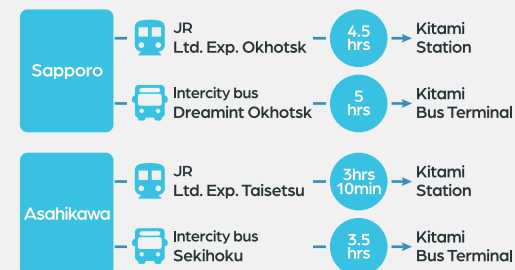 Sapporo
JR
Ltd. Exp. Okhotsk
4.5
hrs
Kitami
Station
Intercity bus
Dreamint Okhotsk
5
hrs
Kitami
Bus Terminal
Asahikawa
JR
Ltd. Exp. Taisetsu
3hrs
10min
Kitami
Station
Intercity bus
Sekihoku
3.5
hrs
Kitami
Bus Terminal